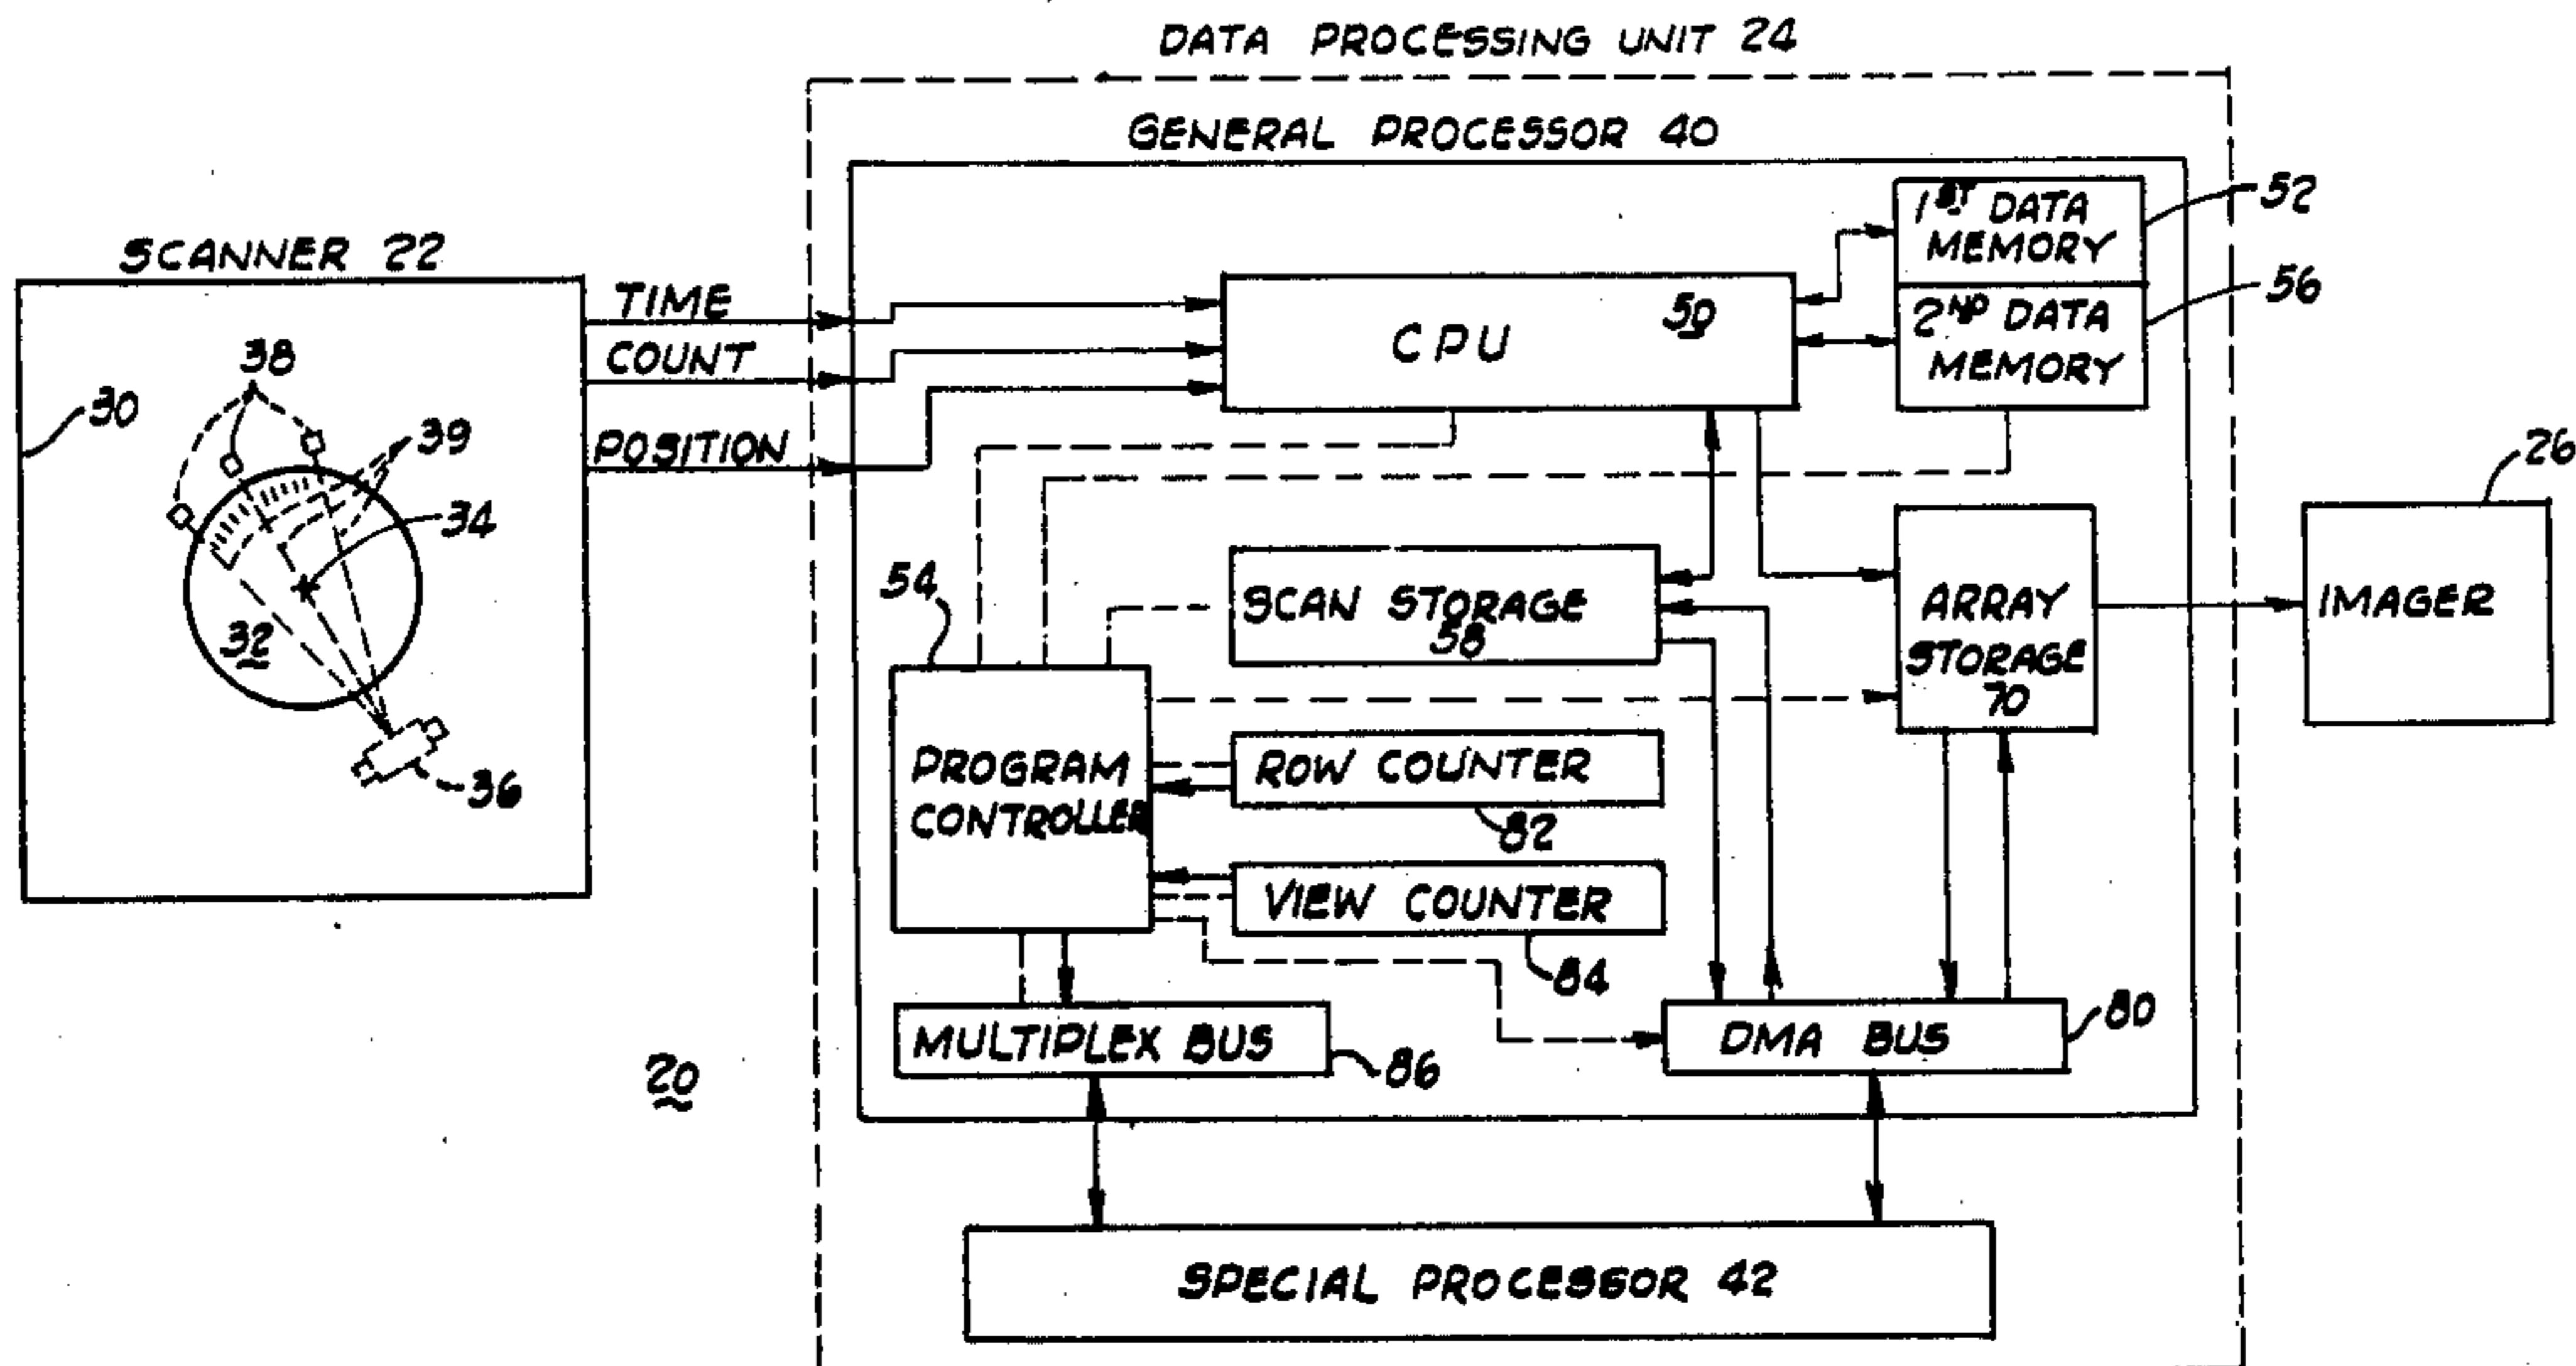 DATA PROCESSING UNIT 24
GENERAL PROCESSOR 40
SCANNER 22
30
38
39
34
32
36
TIME
COUNT
POSITION
CPU 50
1ST DATA
MEMORY
52
2ND DATA
MEMORY
56
SCAN STORAGE
58
54
PROGRAM
CONTROLLER
ROW COUNTER
82
VIEW COUNTER
84
ARRAY
STORAGE
70
IMAGER
26
MULTIPLEX BUS
86
DMA BUS
80
20
SPECIAL PROCESSOR 42